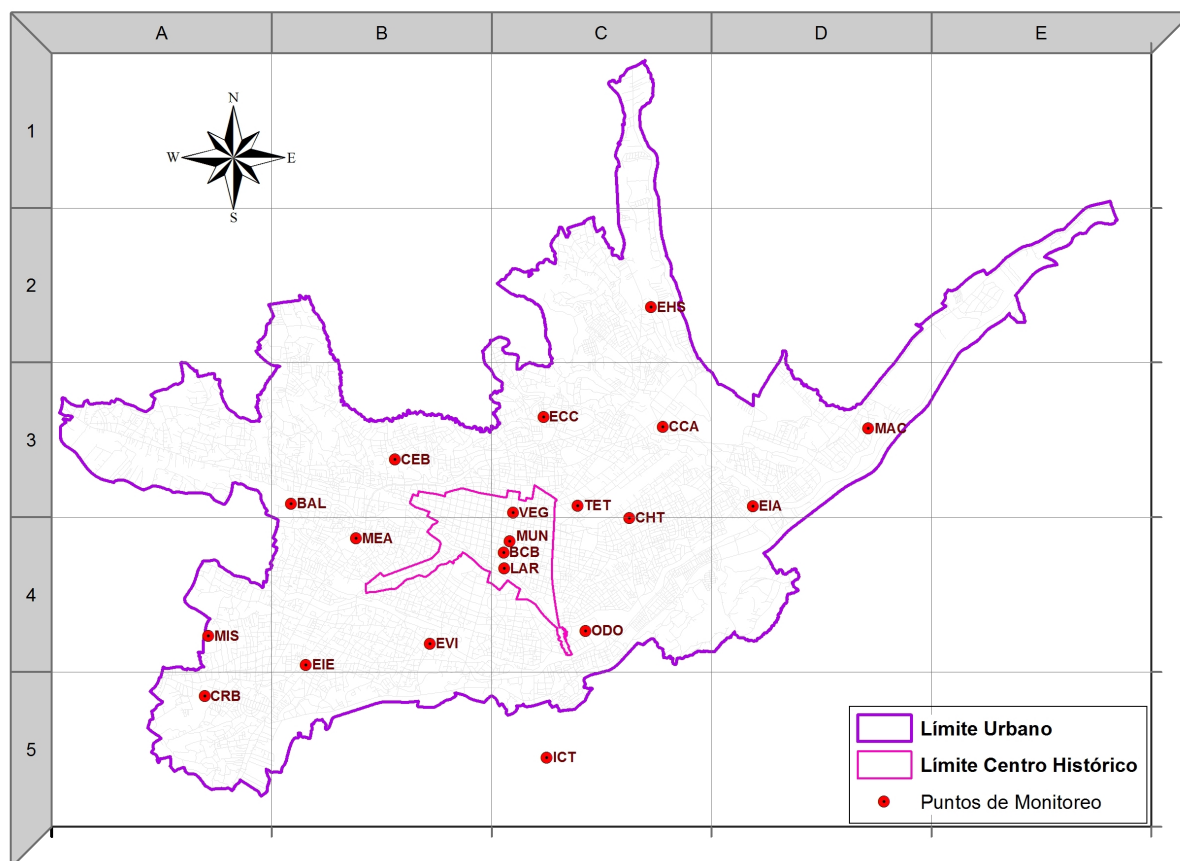 A B C D E
1
N
W E
S
2
EHS
3
ECC
CCA
MAC
CEB
BAL
TET
EIA
VEG
CHT
MEA
MUN
BCB
LAR
4
ODO
MIS
EVI
EIE
CRB
5
ICT
Límite Urbano
Límite Centro Histórico
Puntos de Monitoreo